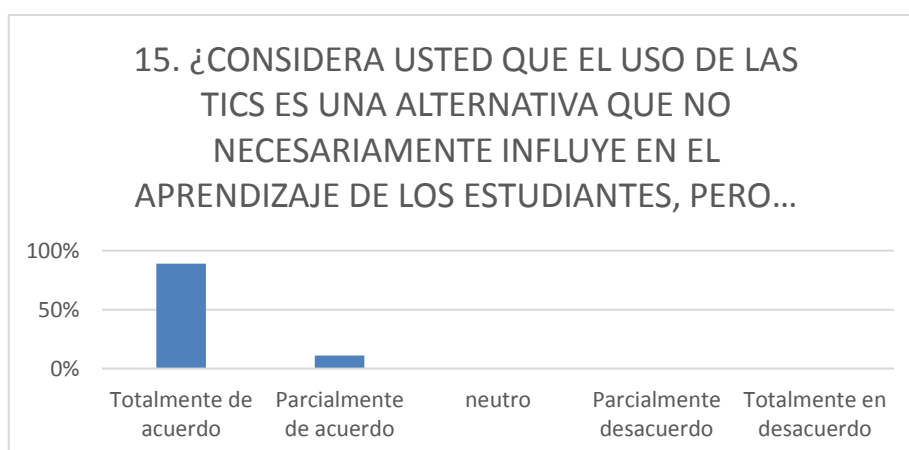 15. ¿CONSIDERA USTED QUE EL USO DE LAS
TICS ES UNA ALTERNATIVA QUE NO
NECESARIAMENTE INFLUYE EN EL
APRENDIZAJE DE LOS ESTUDIANTES, PERO...
100%
50%
0%
Totalmente de
acuerdo
Parcialmente
de acuerdo
neutro
Parcialmente
desacuerdo
Totalmente en
desacuerdo